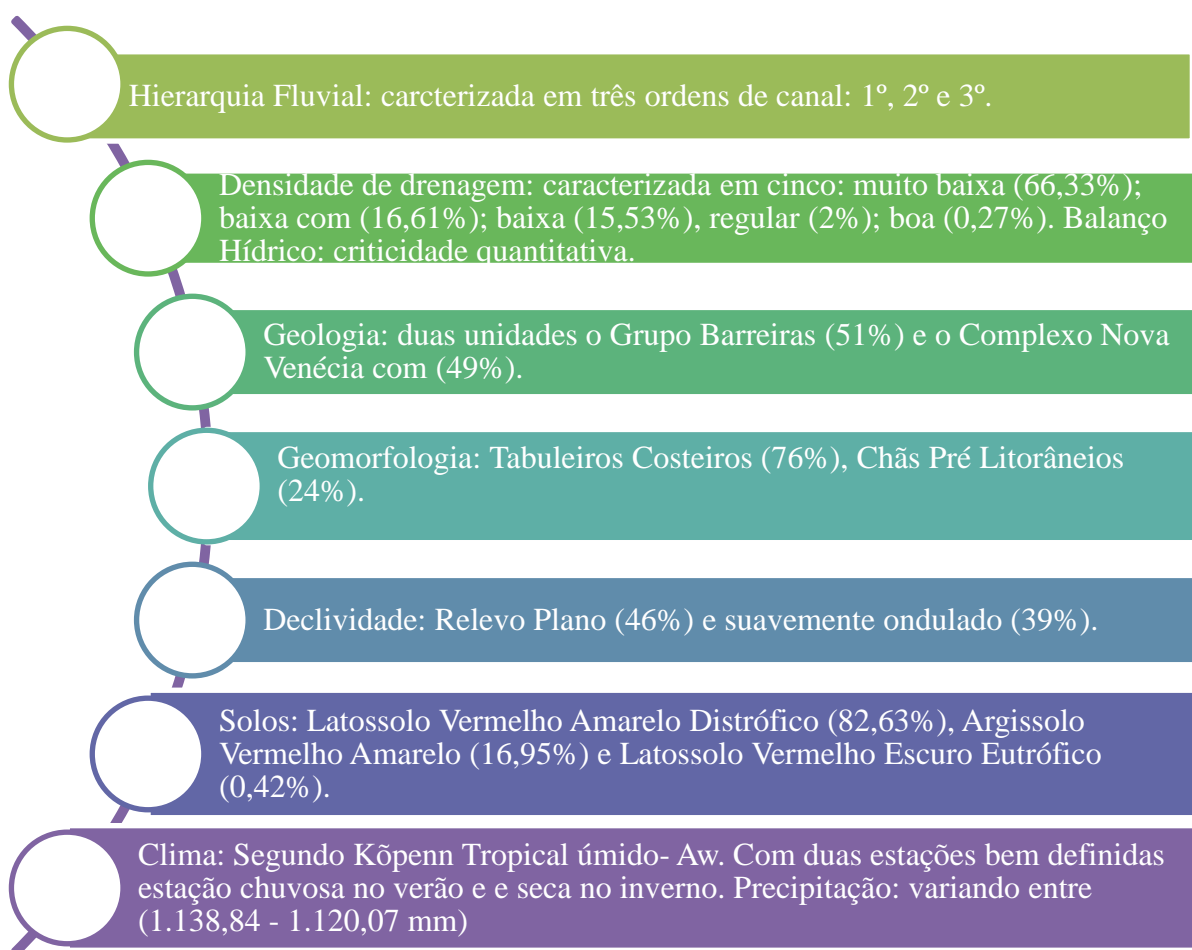 Hierarquia Fluvial: carcterizada em três ordens de canal: 1º, 2º e 3º.
Densidade de drenagem: caracterizada em cinco: muito baixa (66,33%);
baixa com (16,61%); baixa (15,53%), regular (2%); boa (0,27%). Balanço
Hídrico: criticidade quantitativa.
Geologia: duas unidades o Grupo Barreiras (51%) e o Complexo Nova
Venécia com (49%).
Geomorfologia: Tabuleiros Costeiros (76%), Chãs Pré Litorâneios
(24%).
Declividade: Relevo Plano (46%) e suavemente ondulado (39%).
Solos: Latossolo Vermelho Amarelo Distrófico (82,63%), Argissolo
Vermelho Amarelo (16,95%) e Latossolo Vermelho Escuro Eutrófico
(0,42%).
Clima: Segundo Kõpenn Tropical úmido- Aw. Com duas estações bem definidas
estação chuvosa no verão e e seca no inverno. Precipitação: variando entre
(1.138,84 - 1.120,07 mm)